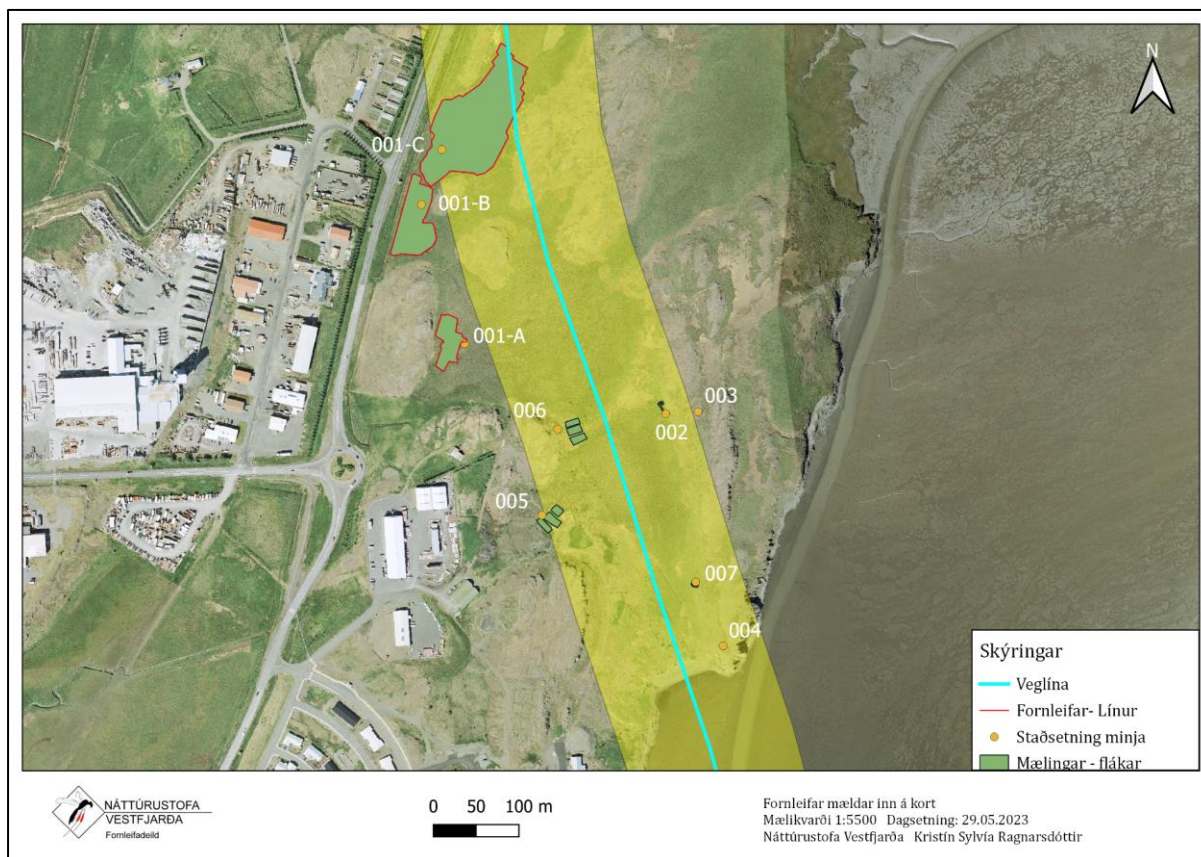 N
001-C
001-B
001-A
006
003
002
005
007
004
Skýringar
Veglína
Fornleifar- Línur
Staðsetning minja
Mælingar - flákar
NÁTTÚRUSTOFA
VESTFJARÐA
Fornleifadeild
0 50 100 m
Fornleifar mældar inn á kort
Mælikvarði 1:5500 Dagsetning: 29.05.2023
Náttúrustofa Vestfjarða Kristín Sylvía Ragnarsdóttir